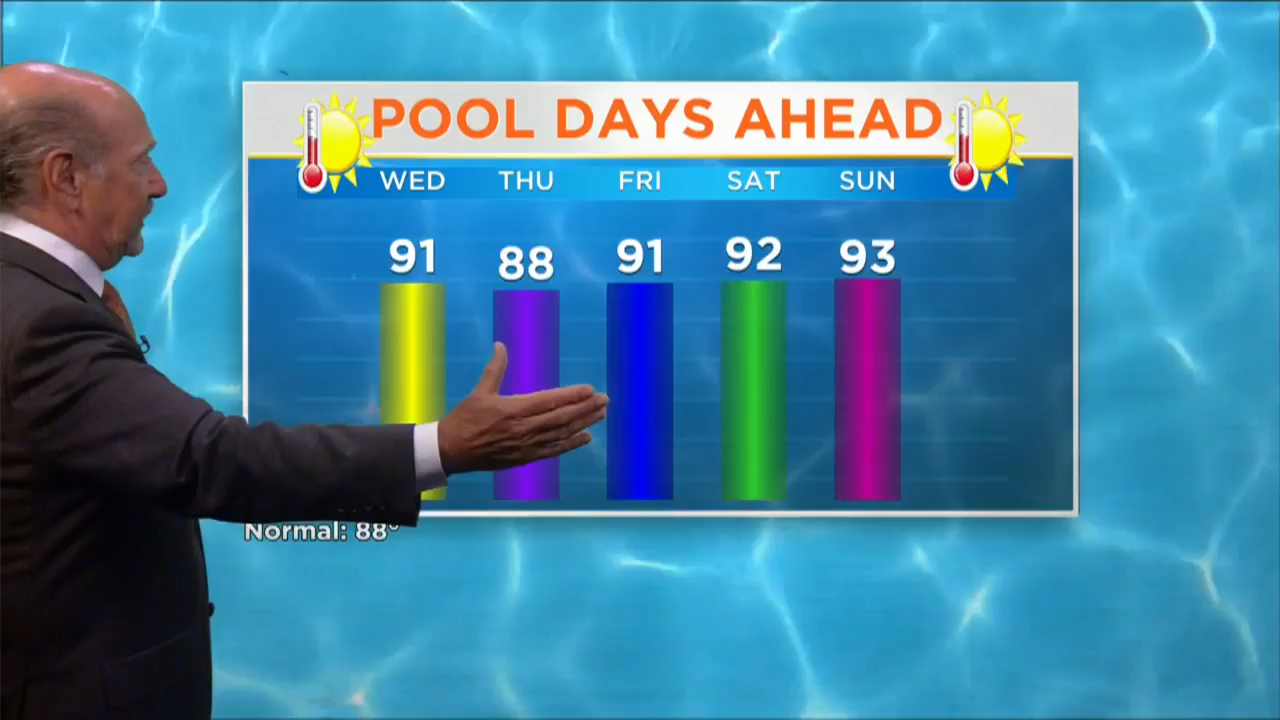 POOL DAYS AHEAD
WED THU FRI SAT SUN
91 88 91 92 93
Normal: 88°